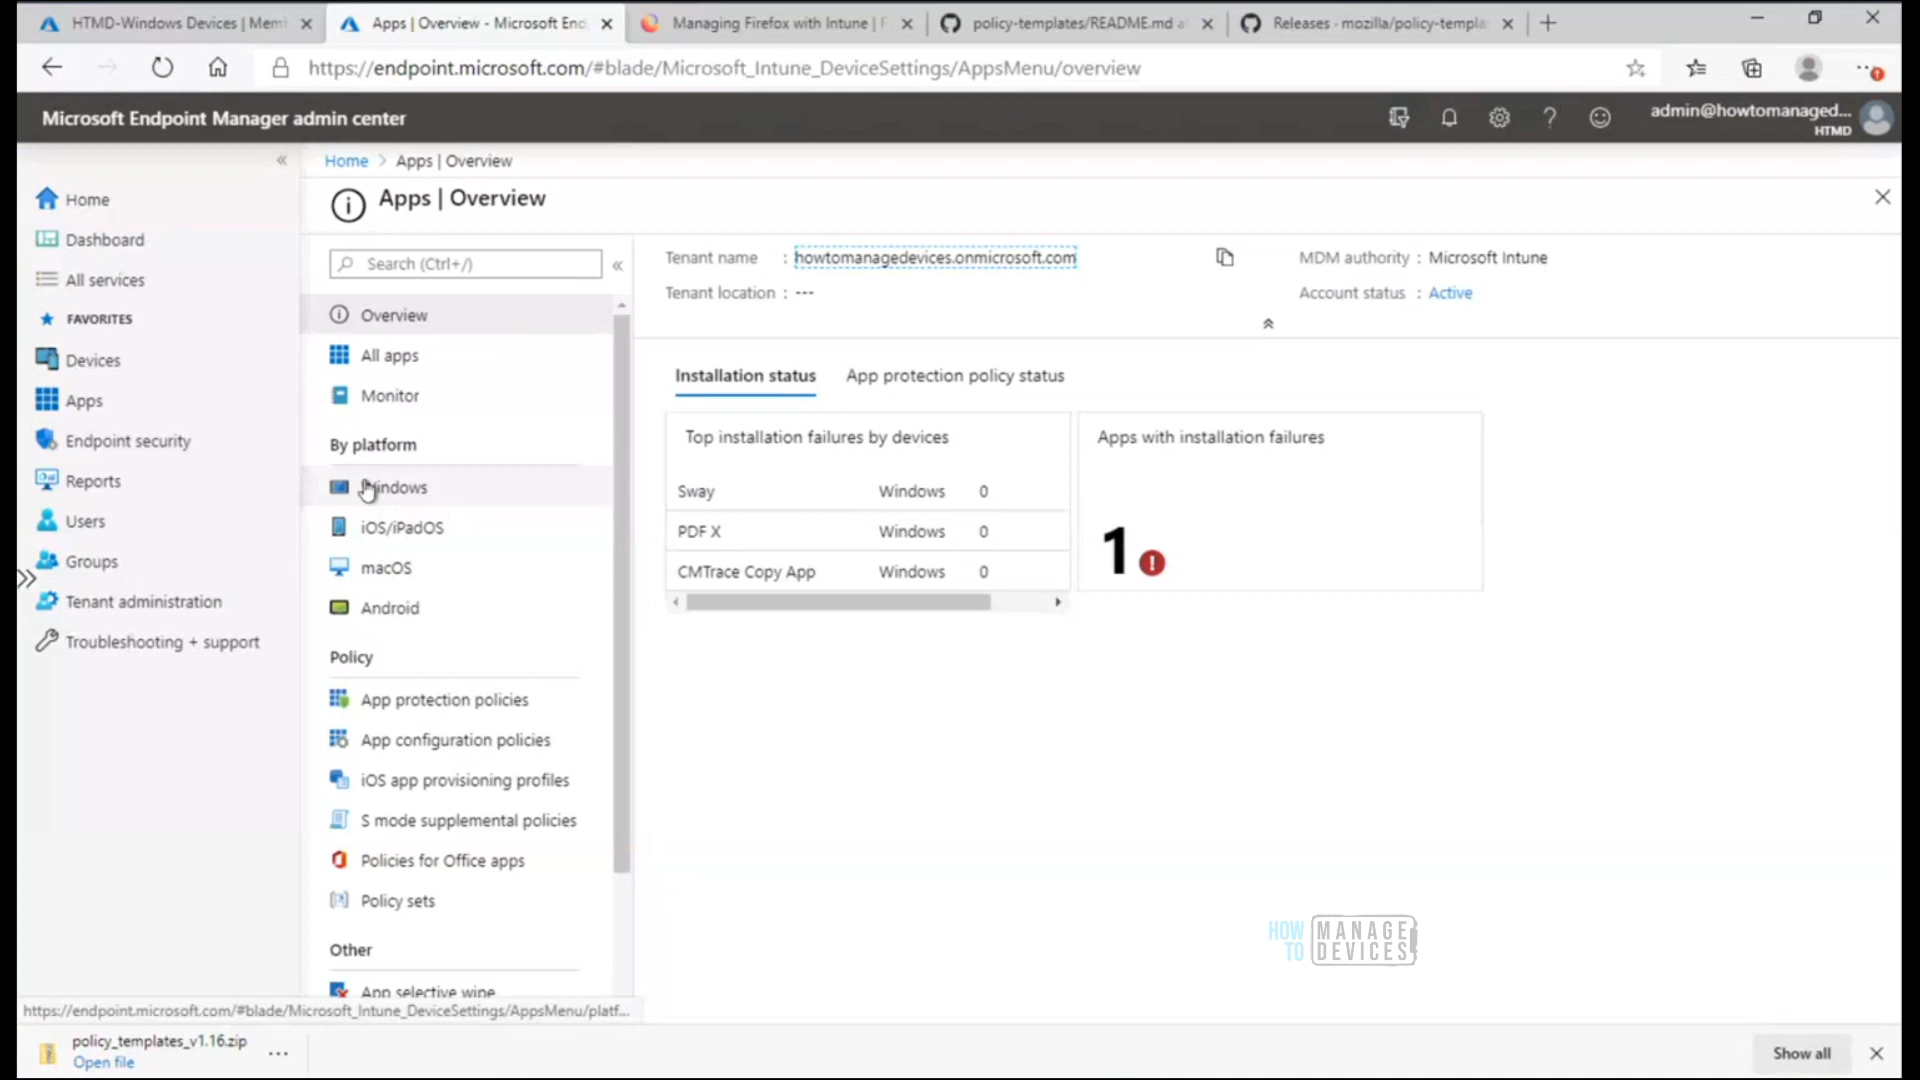 HTMD-Windows Devices | Mem
Apps | Overview - Microsoft End
Managing Firefox with Intune | F
policy-templates/README.md a
Releases · mozilla/policy-templa
https://endpoint.microsoft.com/#blade/Microsoft_Intune_DeviceSettings/AppsMenu/overview
Microsoft Endpoint Manager admin center
admin@howtomanaged...
HTMD
Home > Apps | Overview
Apps | Overview
Home
Dashboard
All services
FAVORITES
Devices
Apps
Endpoint security
Reports
Users
Groups
Tenant administration
Troubleshooting + support
Search (Ctrl+/)
Overview
All apps
Monitor
By platform
Windows
iOS/iPadOS
macOS
Android
Policy
App protection policies
App configuration policies
iOS app provisioning profiles
S mode supplemental policies
Policies for Office apps
Policy sets
Other
App selective wipe
Tenant name : howtomanagedevices.onmicrosoft.com
Tenant location : ---
MDM authority : Microsoft Intune
Account status : Active
Installation status
App protection policy status
Top installation failures by devices
Sway Windows 0
PDF X Windows 0
CMTrace Copy App Windows 0
Apps with installation failures
1
HOW TO MANAGE DEVICES
https://endpoint.microsoft.com/#blade/Microsoft_Intune_DeviceSettings/AppsMenu/platf...
policy_templates_v1.16.zip
Open file
Show all